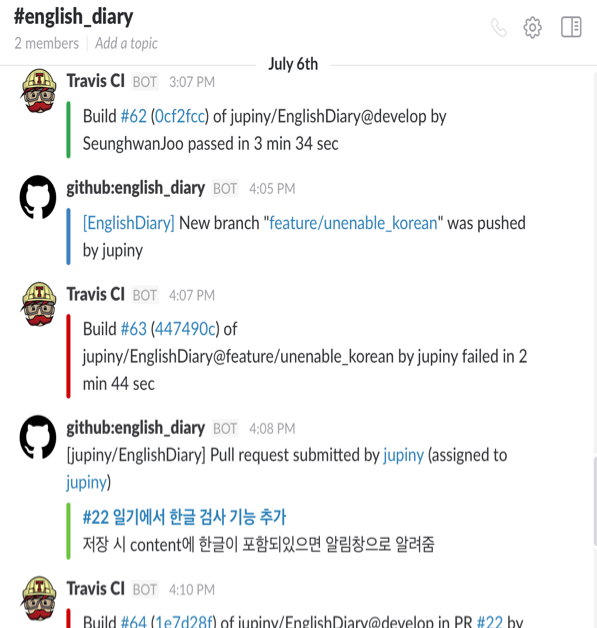 #english_diary
2 members | Add a topic
July 6th
Travis CI BOT 3:07 PM
Build #62 (0cf2fcc) of jupiny/EnglishDiary@develop by
SeunghwanJoo passed in 3 min 34 sec
github:english_diary BOT 4:05 PM
[EnglishDiary] New branch "feature/unenable_korean" was pushed
by jupiny
Travis CI BOT 4:07 PM
Build #63 (447490c) of
jupiny/EnglishDiary@feature/unenable_korean by jupiny failed in 2
min 44 sec
github:english_diary BOT 4:08 PM
[jupiny/EnglishDiary] Pull request submitted by jupiny (assigned to
jupiny)
#22 일기에서 한글 검사 기능 추가
저장 시 content에 한글이 포함되있으면 알림창으로 알려줌
Travis CI BOT 4:10 PM
Build #64 (1e7d28f) of jupiny/EnglishDiary@develop in PR #22 by